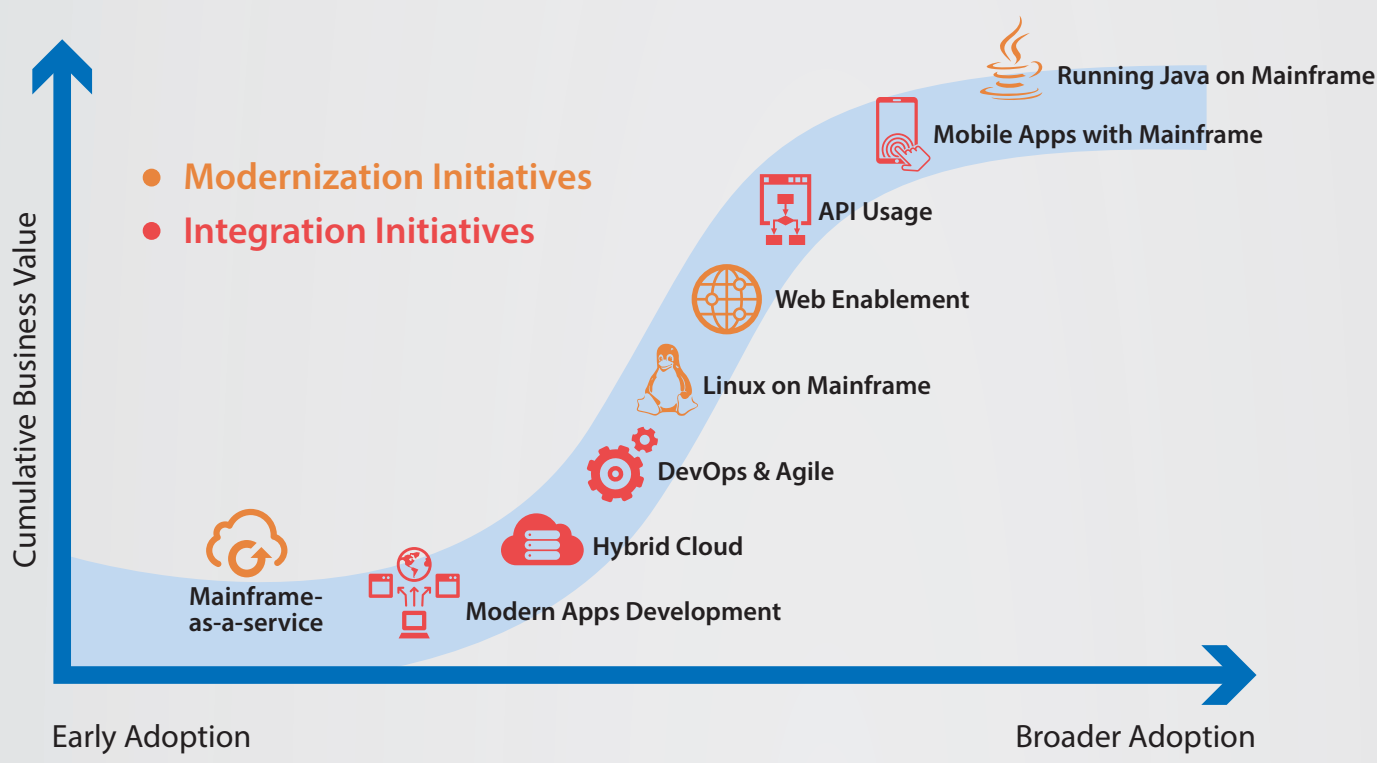 Running Java on Mainframe
Mobile Apps with Mainframe
Modernization Initiatives
API Usage
Integration Initiatives
Web Enablement
Linux on Mainframe
Cumulative Business Value
DevOps & Agile
Hybrid Cloud
Mainframe-
as-a-service
Modern Apps Development
Early Adoption
Broader Adoption